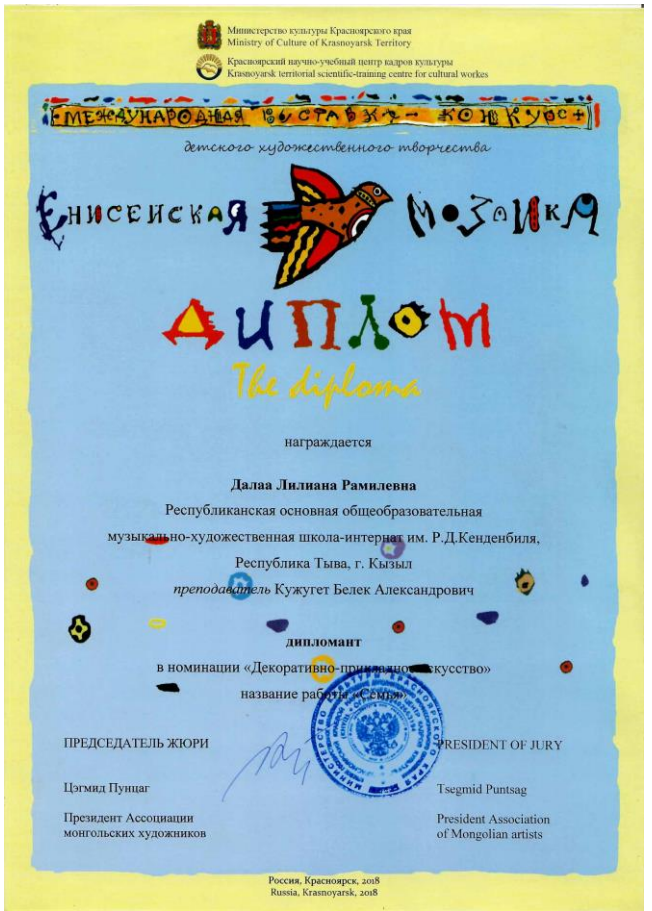 Министерство культуры Красноярского края
Ministry of Culture of Krasnoyarsk Territory
Красноярский научно-учебный центр кадров культуры
Krasnoyarsk territorial scientific-training centre for cultural workes
МЕЖДУНАРОДНАЯ ВЫСТАВКА-КОНКУРС
детского художественного творчества
ЕНИСЕЙСКАЯ МОЗАИКА
ДИПЛОМ
The diploma
награждается
Далаа Лилиана Рамилевна
Республиканская основная общеобразовательная
музыкально-художественная школа-интернат им. Р.Д.Кенденбиля,
Республика Тыва, г. Кызыл
преподаватель Кужугет Белек Александрович
дипломант
в номинации «Декоративно-прикладное искусство»
название работы «Семья»
МИНИСТЕРСТВО КУЛЬТУРЫ КРАСНОЯРСКОГО КРАЯ
ПРЕДСЕДАТЕЛЬ ЖЮРИ
PRESIDENT OF JURY
Цэгмид Пунцаг
Tsegmid Puntsag
Президент Ассоциации
монгольских художников
President Association
of Mongolian artists
Россия, Красноярск, 2018
Russia, Krasnoyarsk, 2018